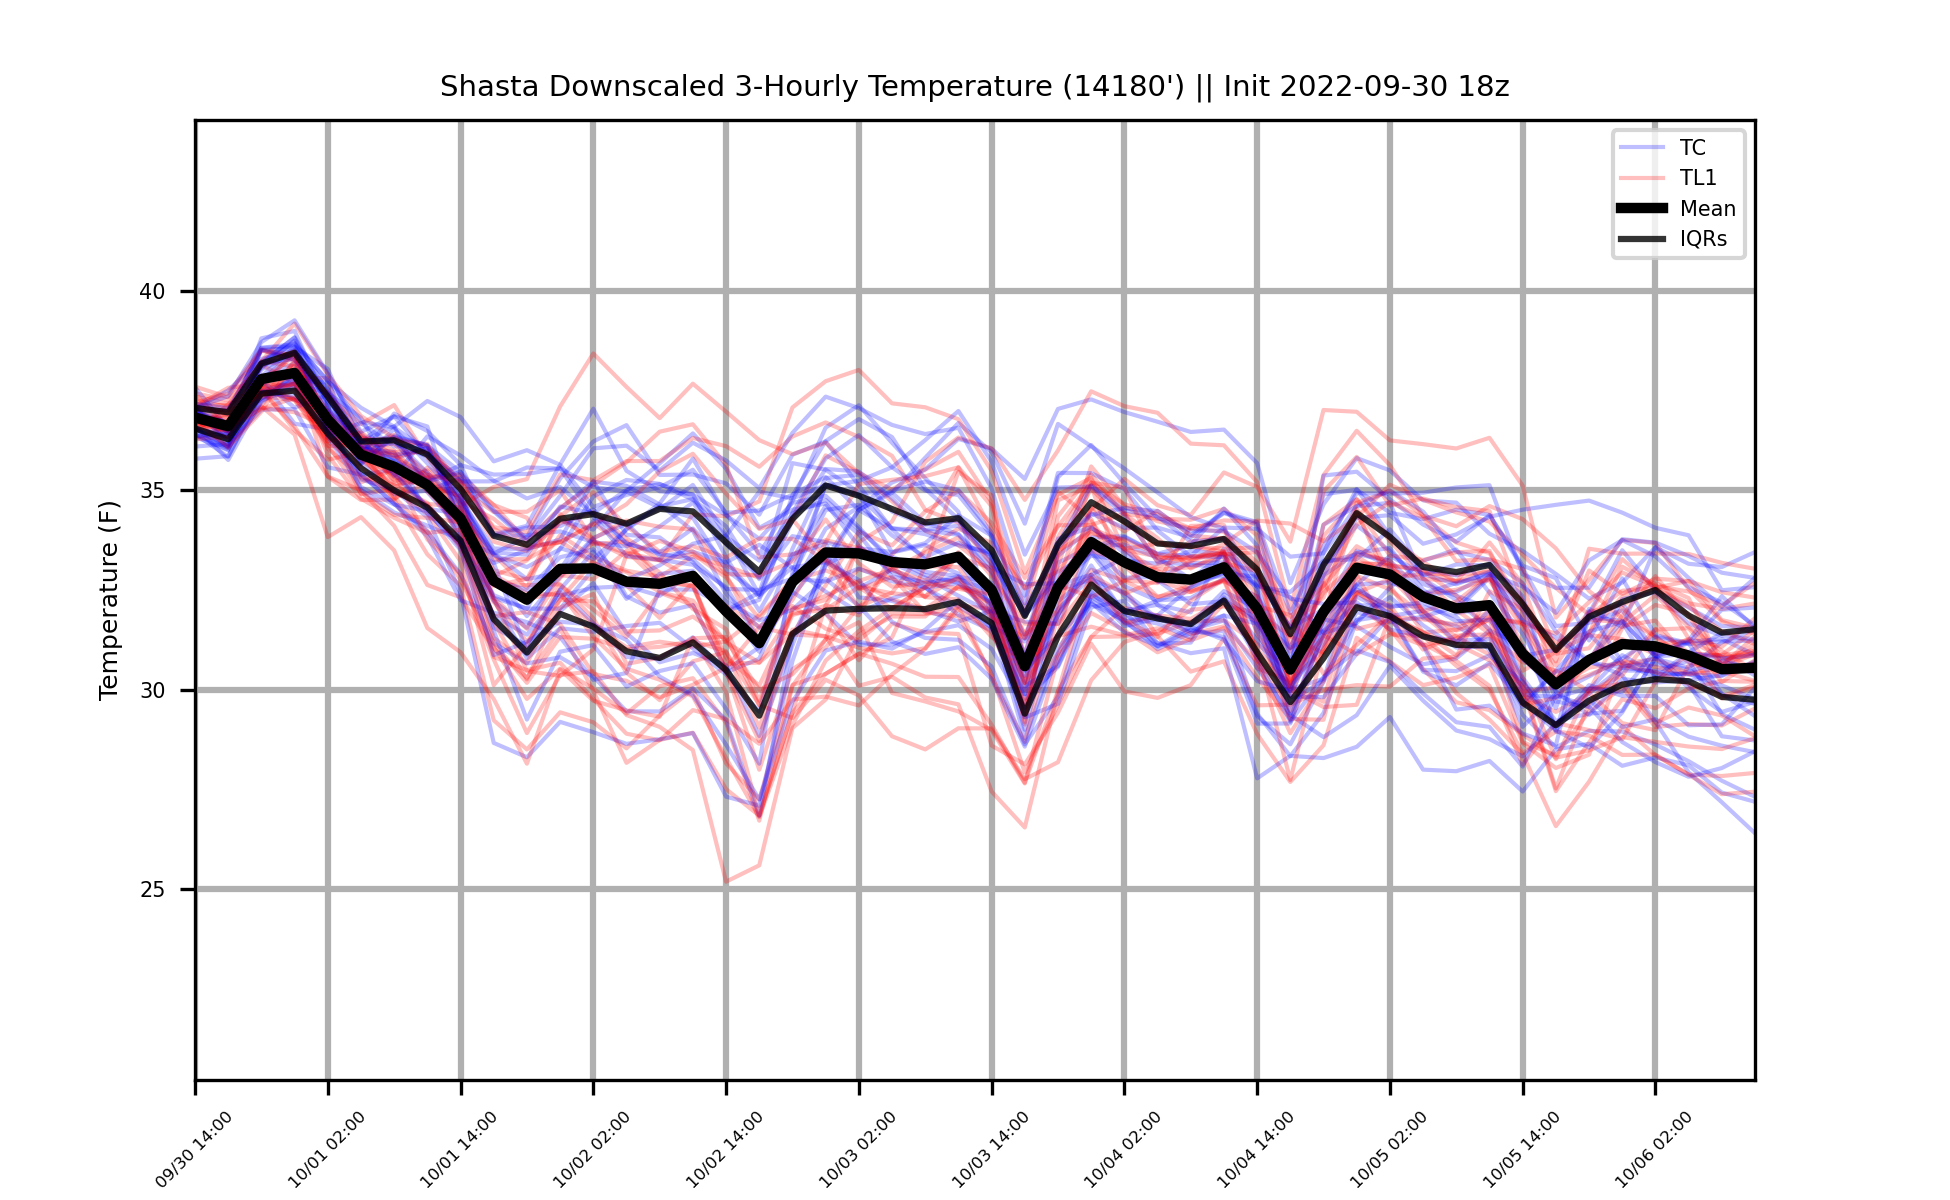 Shasta Downscaled 3-Hourly Temperature (14180') || Init 2022-09-30 18z
TC
TL1
Mean
IQRs
Temperature (F)
40
35
30
25
09/30 14:00
10/01 02:00
10/01 14:00
10/02 02:00
10/02 14:00
10/03 02:00
10/03 14:00
10/04 02:00
10/04 14:00
10/05 02:00
10/05 14:00
10/06 02:00